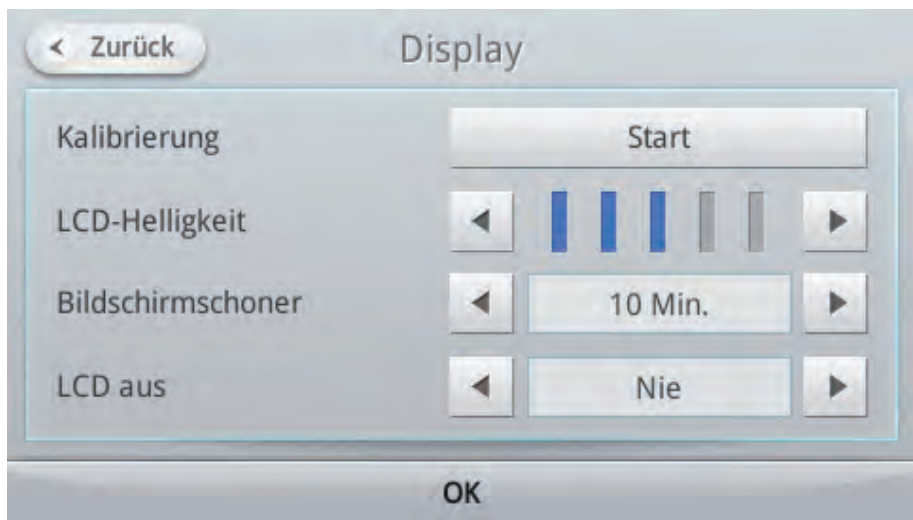 Zurück
Display
Kalibrierung
Start
LCD-Helligkeit
Bildschirmschoner
10 Min.
LCD aus
Nie
OK